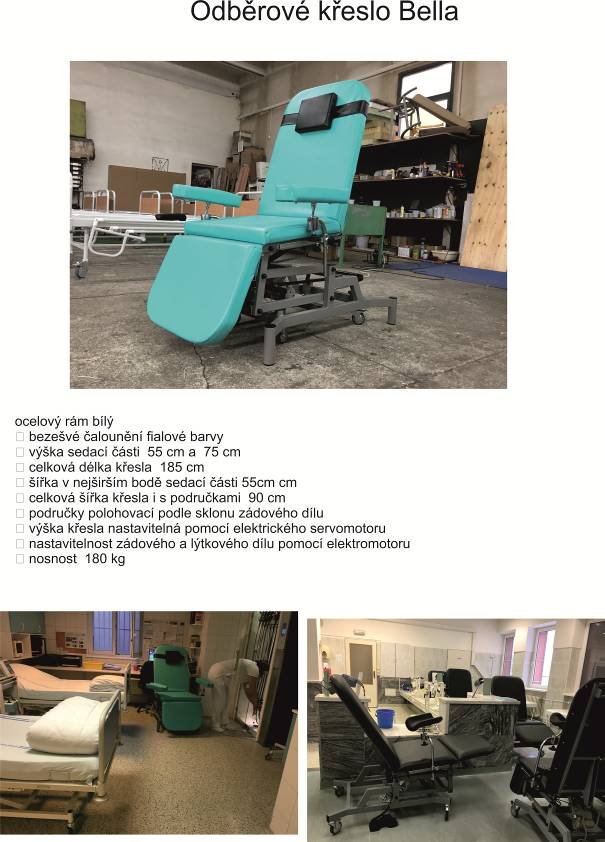 Odběrové křeslo Bella
ocelový rám bílý
bezešvé čalounění fialové barvy
výška sedací části 55 cm a 75 cm
celková délka křesla 185 cm
šířka v nejširším bodě sedací části 55cm cm
celková šířka křesla i s područkami 90 cm
područky polohovací podle sklonu zádového dílu
výška křesla nastavitelná pomocí elektrického servomotoru
nastavitelnost zádového a lýtkového dílu pomocí elektromotoru
nosnost 180 kg